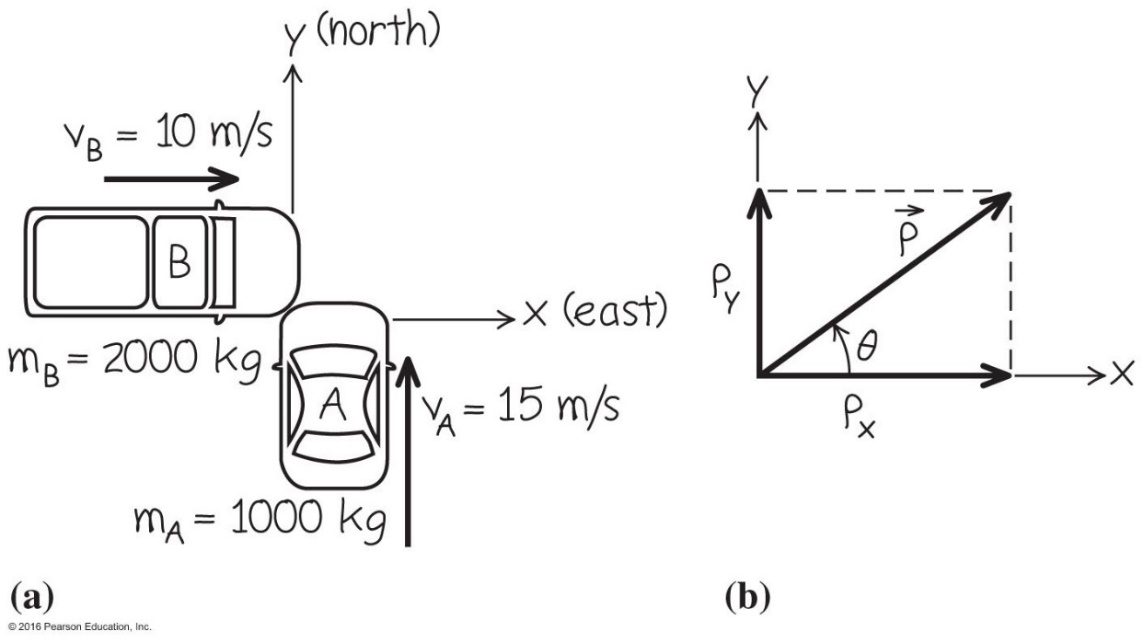 y (north)
v_B = 10 m/s
B
x (east)
m_B = 2000 kg
A
v_A = 15 m/s
m_A = 1000 kg
(a)
© 2016 Pearson Education, Inc.
y
p⃗
p_y
θ
x
p_x
(b)